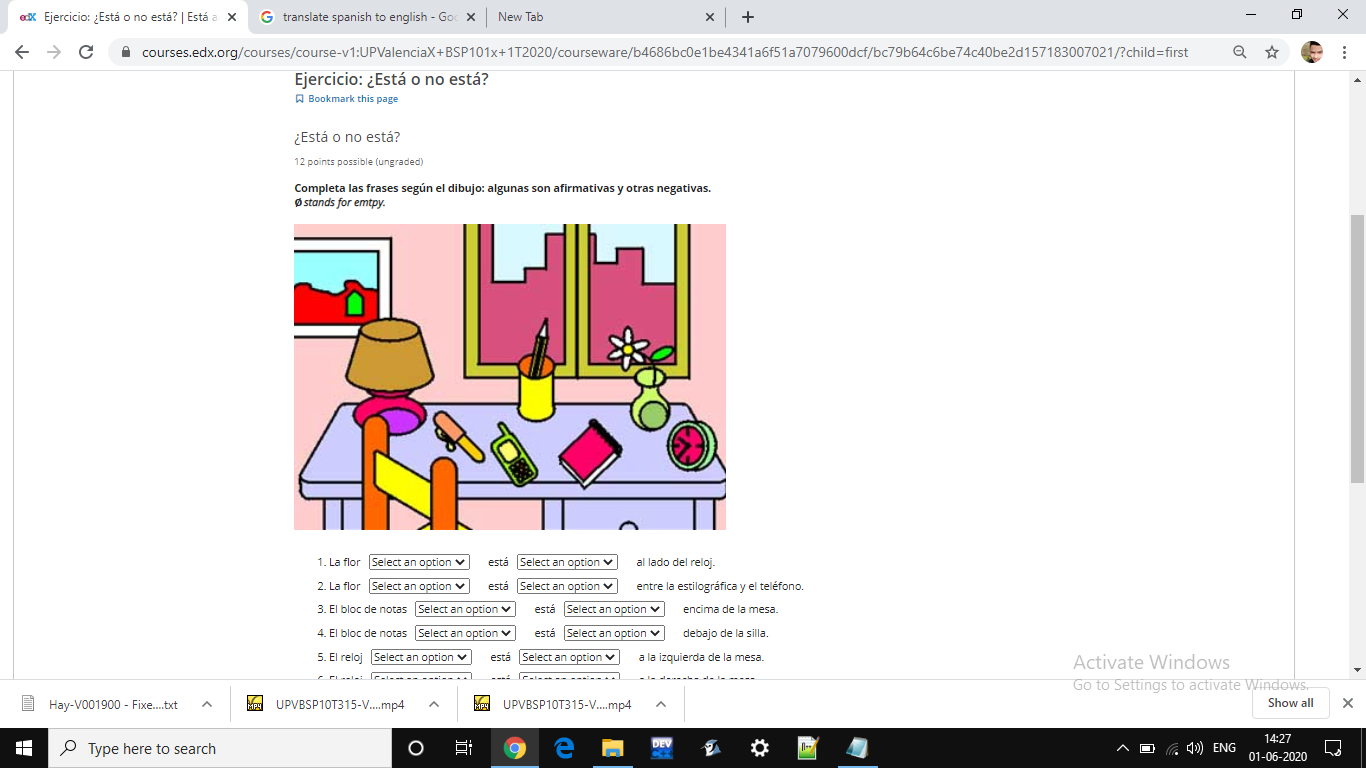 Ejercicio: ¿Está o no está? | Está a
translate spanish to english - Goo
New Tab
courses.edx.org/courses/course-v1:UPValenciaX+BSP101x+1T2020/courseware/b4686bc0e1be4341a6f51a7079600dcf/bc79b64c6be74c40be2d157183007021/?child=first
Ejercicio: ¿Está o no está?
Bookmark this page
¿Está o no está?
12 points possible (ungraded)
Completa las frases según el dibujo: algunas son afirmativas y otras negativas.
Ø stands for emtpy.
1. La flor Select an option está Select an option al lado del reloj.
2. La flor Select an option está Select an option entre la estilográfica y el teléfono.
3. El bloc de notas Select an option está Select an option encima de la mesa.
4. El bloc de notas Select an option está Select an option debajo de la silla.
5. El reloj Select an option está Select an option a la izquierda de la mesa.
Activate Windows
Go to Settings to activate Windows.
Hay-V001900 - Fixe....txt
UPVBSP10T315-V....mp4
UPVBSP10T315-V....mp4
Show all
Type here to search
DEV
ENG
14:27
01-06-2020